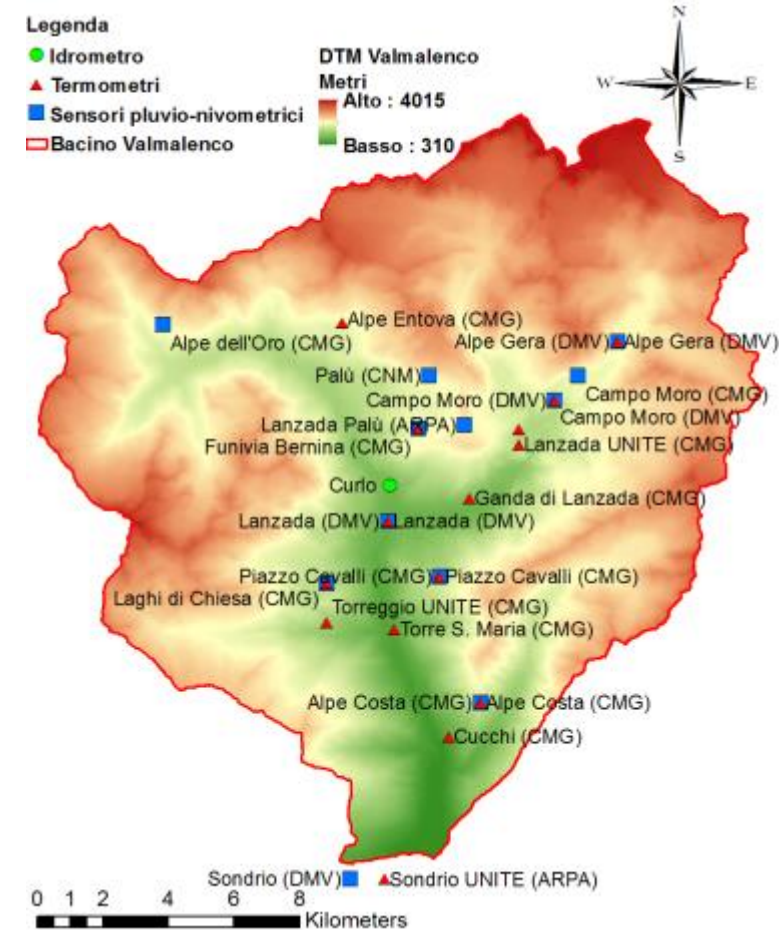 Legenda
Idrometro
Termometri
Sensori pluvio-nivometrici
Bacino Valmalenco
DTM Valmalenco
Metri
Alto : 4015
Basso : 310
N
W
E
S
Alpe Entova (CMG)
Alpe dell'Oro (CMG)
Alpe Gera (DMV)
Alpe Gera (DMV)
Palù (CNM)
Campo Moro (CMG)
Campo Moro (DMV)
Campo Moro (DMV)
Lanzada Palù (ARPA)
Funivia Bernina (CMG)
Lanzada UNITE (CMG)
Curlo
Ganda di Lanzada (CMG)
Lanzada (DMV)
Lanzada (DMV)
Piazzo Cavalli (CMG)
Piazzo Cavalli (CMG)
Laghi di Chiesa (CMG)
Torreggio UNITE (CMG)
Torre S. Maria (CMG)
Alpe Costa (CMG)
Alpe Costa (CMG)
Cucchi (CMG)
Sondrio (DMV)
Sondrio UNITE (ARPA)
0 1 2 4 6 8
Kilometers